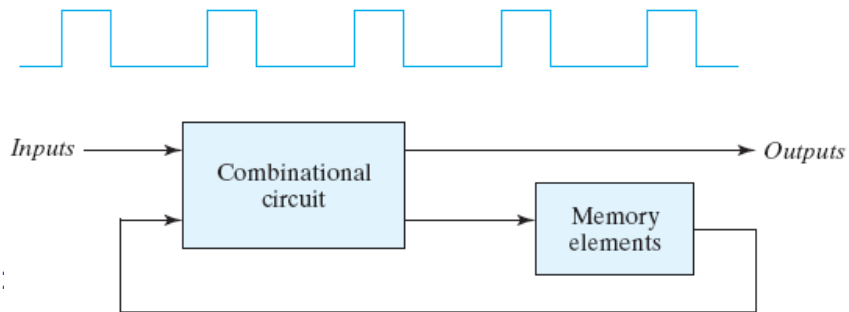 Inputs
Combinational
circuit
Outputs
Memory
elements